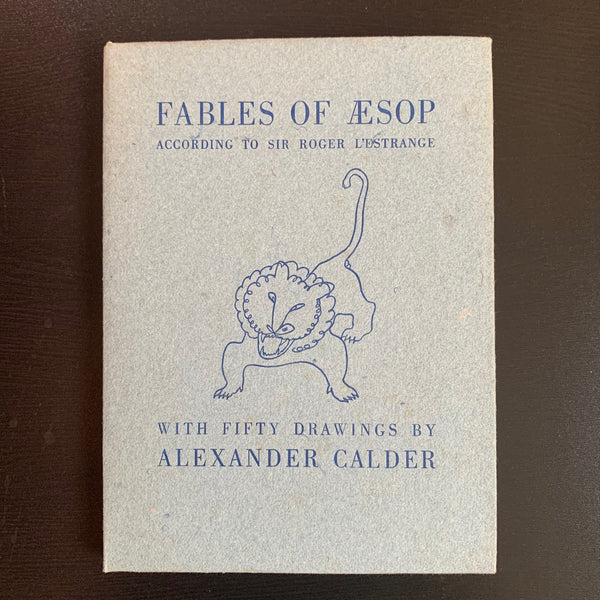 FABLES OF ÆSOP
ACCORDING TO SIR ROGER L'ESTRANGE
WITH FIFTY DRAWINGS BY
ALEXANDER CALDER